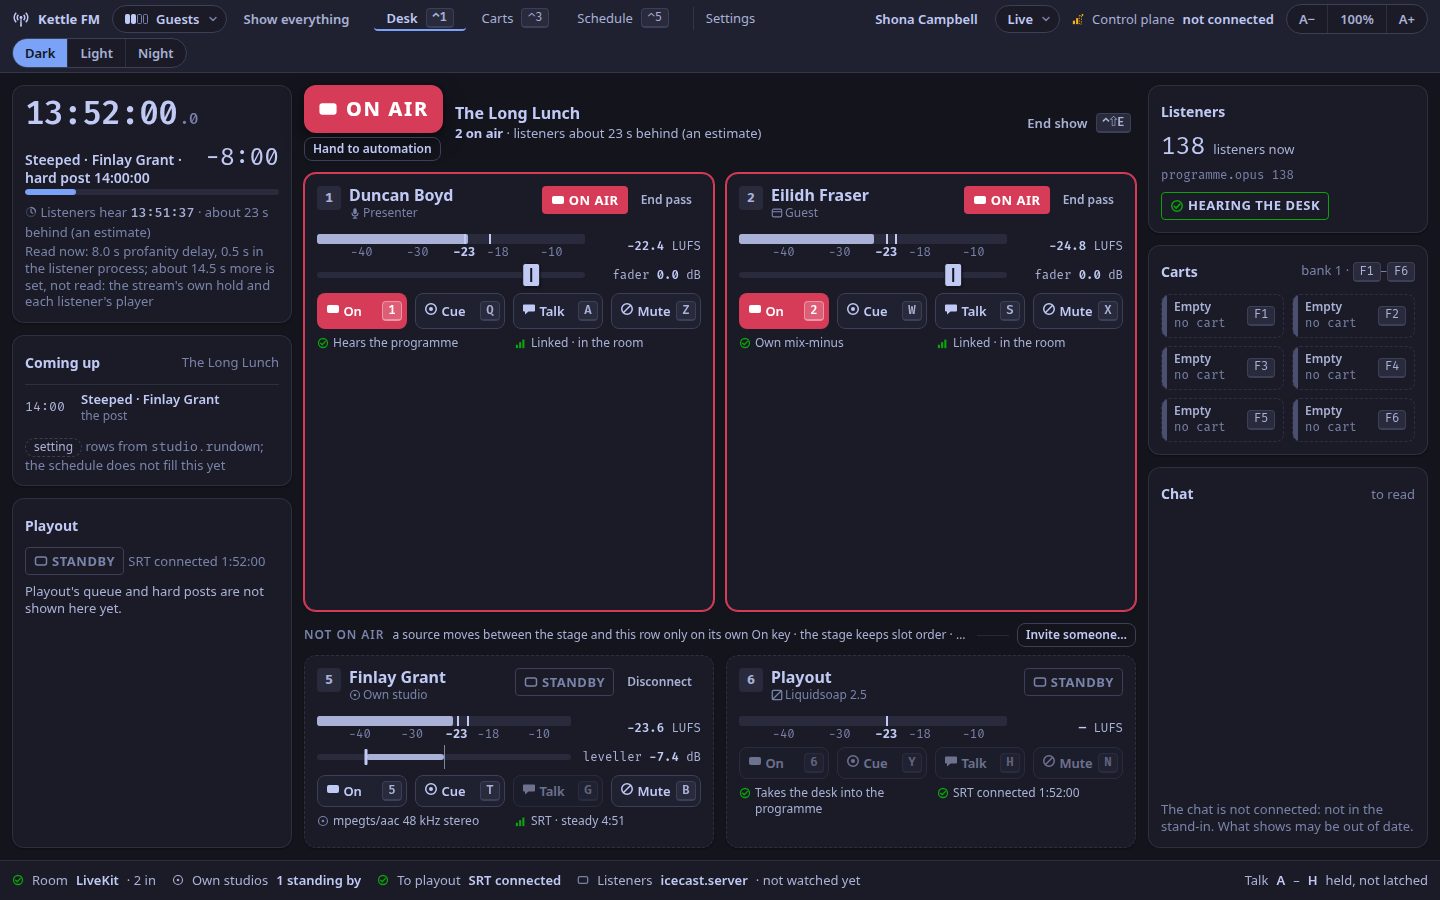 Kettle FM Guests Show everything Desk ^1 Carts ^3 Schedule ^5 Settings Shona Campbell Live Control plane not connected A− 100% A+
Dark Light Night
13:52:00.0
Steeped · Finlay Grant · hard post 14:00:00 -8:00
Listeners hear 13:51:37 · about 23 s behind (an estimate)
Read now: 8.0 s profanity delay, 0.5 s in
the listener process; about 14.5 s more is
set, not read: the stream's own hold and
each listener's player
Coming up The Long Lunch
14:00 Steeped · Finlay Grant
the post
setting rows from studio.rundown;
the schedule does not fill this yet
Playout
STANDBY SRT connected 1:52:00
Playout's queue and hard posts are not
shown here yet.
ON AIR
Hand to automation
The Long Lunch
2 on air · listeners about 23 s behind (an estimate)
End show ^⇧E
1 Duncan Boyd ON AIR End pass
Presenter
-40 -30 -23 -18 -10 -22.4 LUFS
fader 0.0 dB
On 1 Cue Q Talk A Mute Z
Hears the programme Linked · in the room
2 Eilidh Fraser ON AIR End pass
Guest
-40 -30 -23 -18 -10 -24.8 LUFS
fader 0.0 dB
On 2 Cue W Talk S Mute X
Own mix-minus Linked · in the room
NOT ON AIR a source moves between the stage and this row only on its own On key · the stage keeps slot order · ... Invite someone...
5 Finlay Grant STANDBY Disconnect
Own studio
-40 -30 -23 -18 -10 -23.6 LUFS
leveller -7.4 dB
On 5 Cue T Talk G Mute B
mpegts/aac 48 kHz stereo SRT · steady 4:51
6 Playout STANDBY
Liquidsoap 2.5
-40 -30 -23 -18 -10 — LUFS
On 6 Cue Y Talk H Mute N
Takes the desk into the
programme
SRT connected 1:52:00
Listeners
138 listeners now
programme.opus 138
HEARING THE DESK
Carts bank 1 · F1–F6
Empty no cart F1 Empty no cart F2
Empty no cart F3 Empty no cart F4
Empty no cart F5 Empty no cart F6
Chat to read
The chat is not connected: not in the
stand-in. What shows may be out of date.
Room LiveKit · 2 in Own studios 1 standing by To playout SRT connected Listeners icecast.server · not watched yet Talk A – H held, not latched